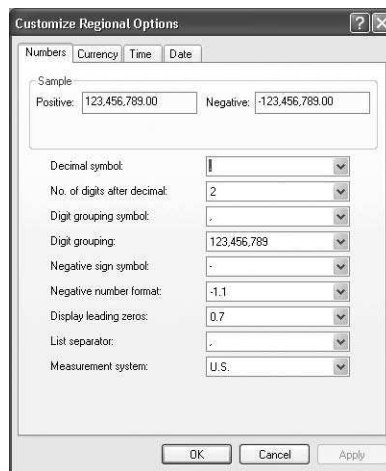 Customize Regional Options
Numbers Currency Time Date
Sample
Positive: 123,456,789.00 Negative: -123,456,789.00
Decimal symbol:
No. of digits after decimal: 2
Digit grouping symbol: ,
Digit grouping: 123,456,789
Negative sign symbol: -
Negative number format: -1.1
Display leading zeros: 0.7
List separator: ,
Measurement system: U.S.
OK Cancel Apply